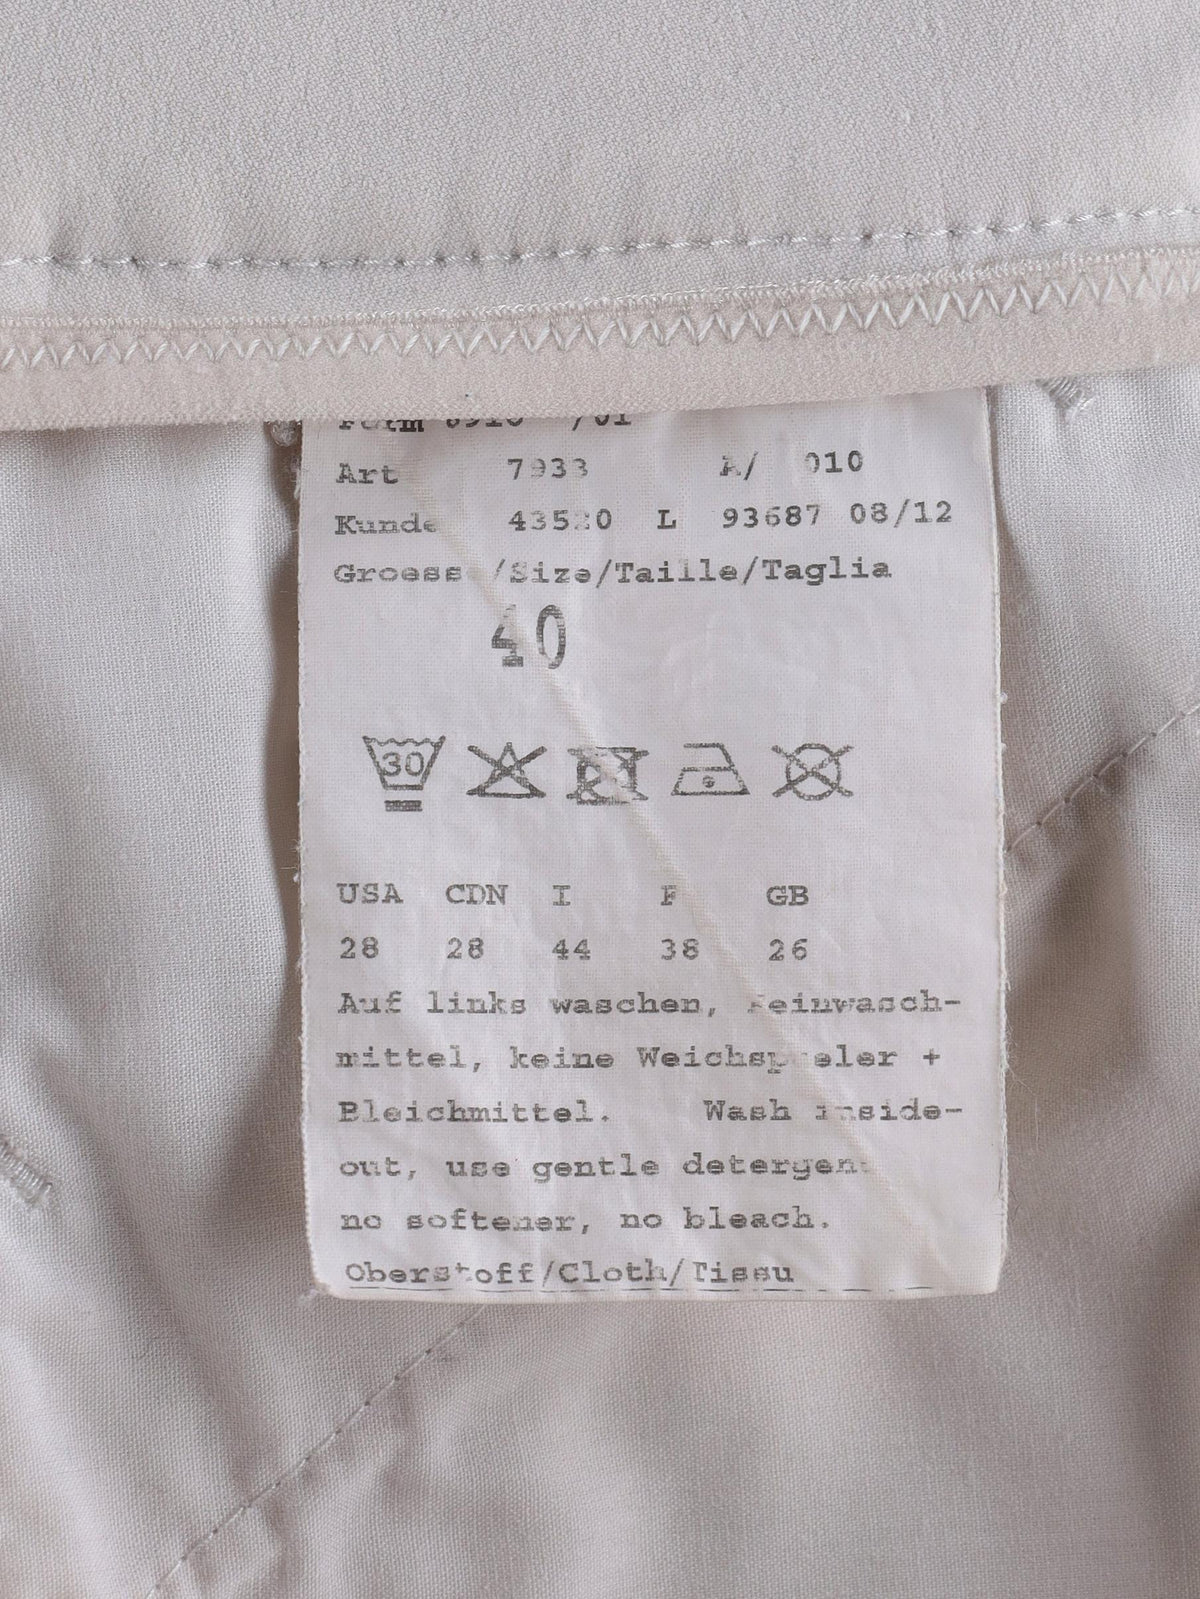 /01
Art 7933 A/ 010
Kunde 43520 L 93687 08/12
Groesse/Size/Taille/Taglia
40
30
USA CDN I F GB
28 28 44 38 26
Auf links waschen, Feinwasch-
mittel, keine Weichspueler +
Bleichmittel. Wash inside-
out, use gentle detergent
no softener, no bleach.
Oberstoff/Cloth/Tissu